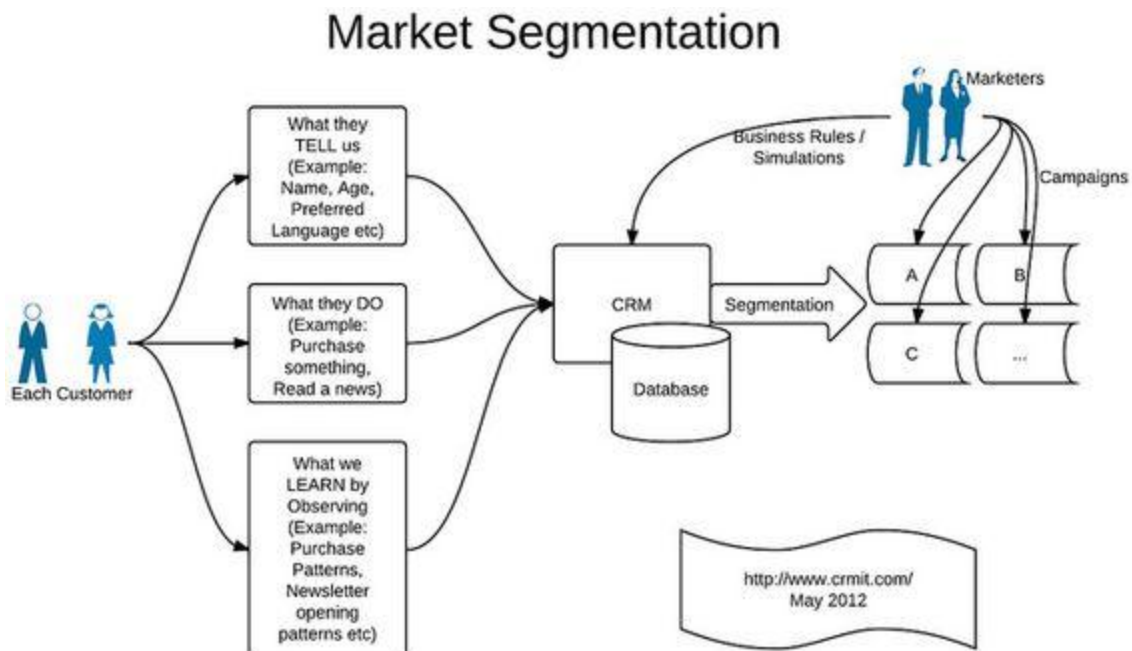 Market Segmentation
Marketers
What they
TELL us
(Example:
Name, Age,
Preferred
Language etc)
Business Rules /
Simulations
Campaigns
What they DO
(Example:
Purchase
something,
Read a news)
Each Customer
CRM
Database
Segmentation
A
B
C
...
What we
LEARN by
Observing
(Example:
Purchase
Patterns,
Newsletter
opening
patterns etc)
http://www.crmit.com/
May 2012